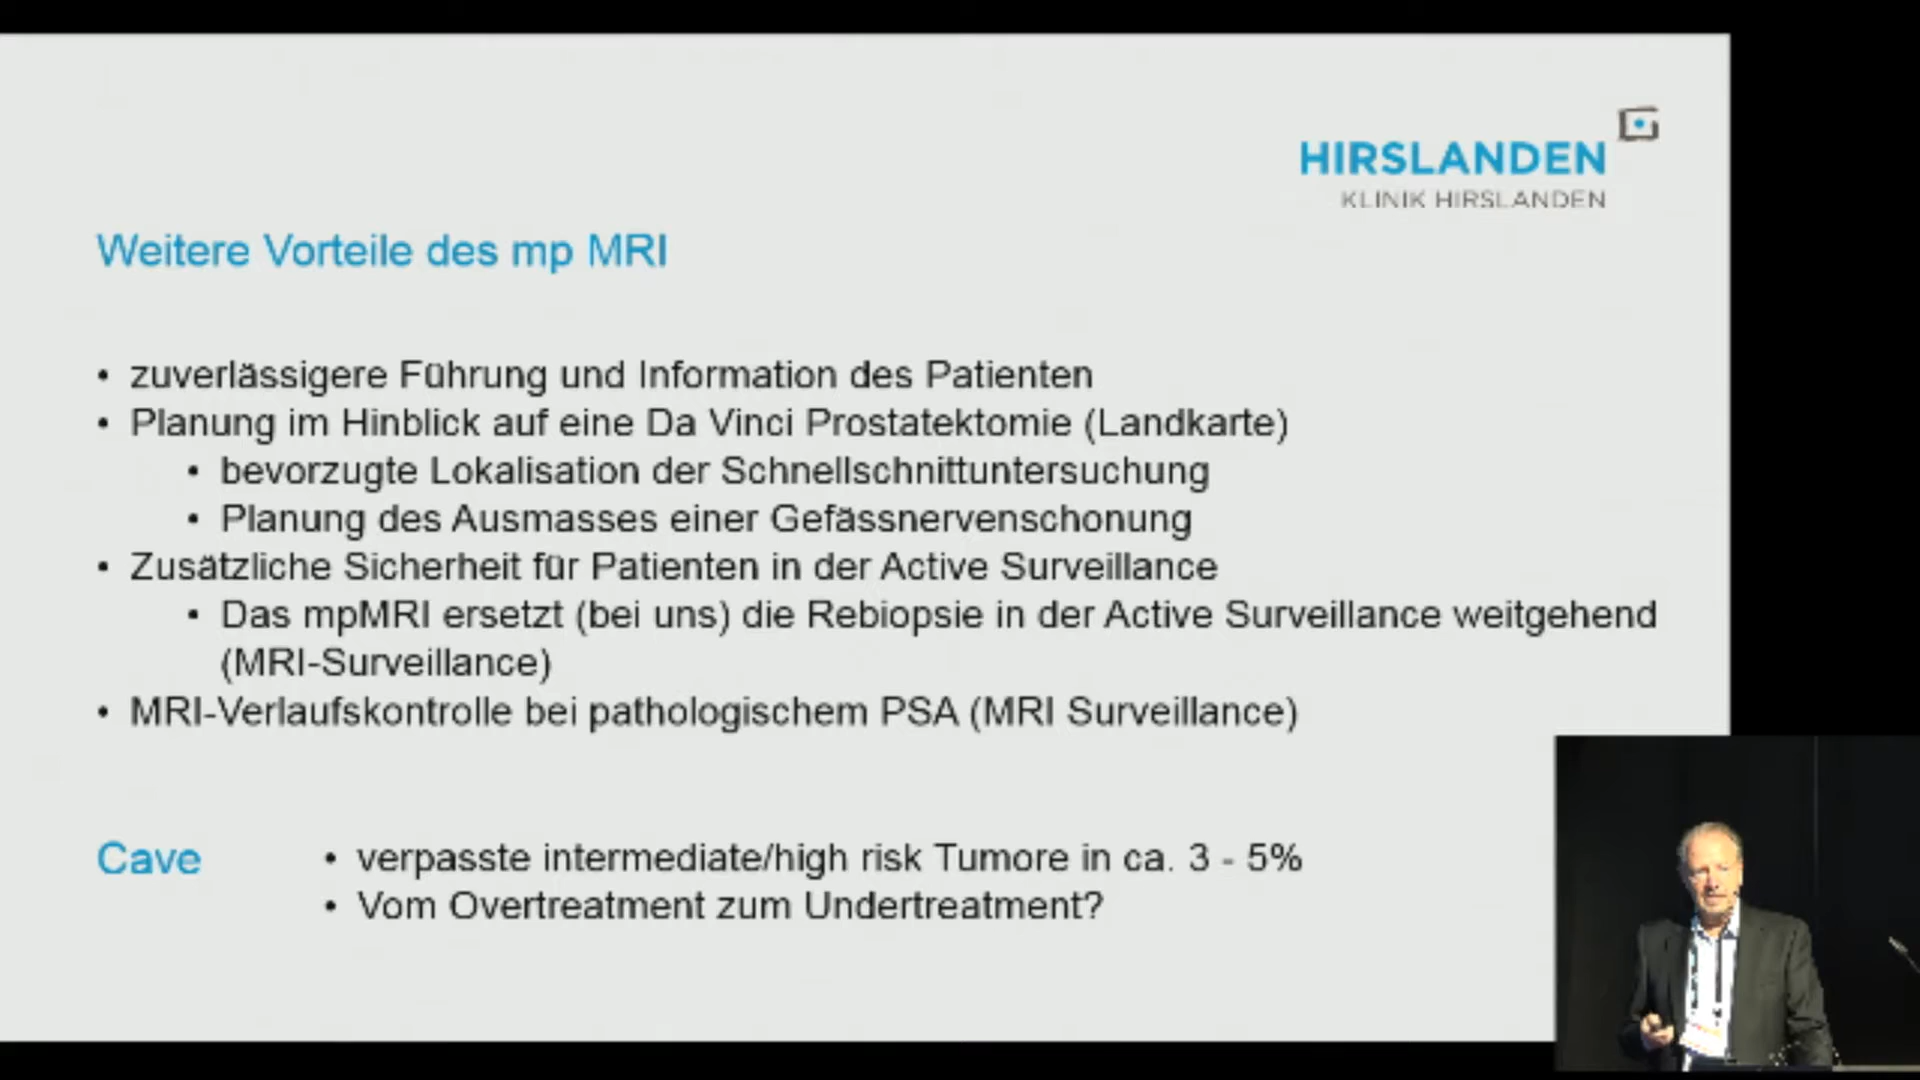 HIRSLANDEN
KLINIK HIRSLANDEN
Weitere Vorteile des mp MRI
• zuverlässigere Führung und Information des Patienten
• Planung im Hinblick auf eine Da Vinci Prostatektomie (Landkarte)
• bevorzugte Lokalisation der Schnellschnittuntersuchung
• Planung des Ausmasses einer Gefässnervenschonung
• Zusätzliche Sicherheit für Patienten in der Active Surveillance
• Das mpMRI ersetzt (bei uns) die Rebiopsie in der Active Surveillance weitgehend
(MRI-Surveillance)
• MRI-Verlaufskontrolle bei pathologischem PSA (MRI Surveillance)
Cave • verpasste intermediate/high risk Tumore in ca. 3 - 5%
• Vom Overtreatment zum Undertreatment?